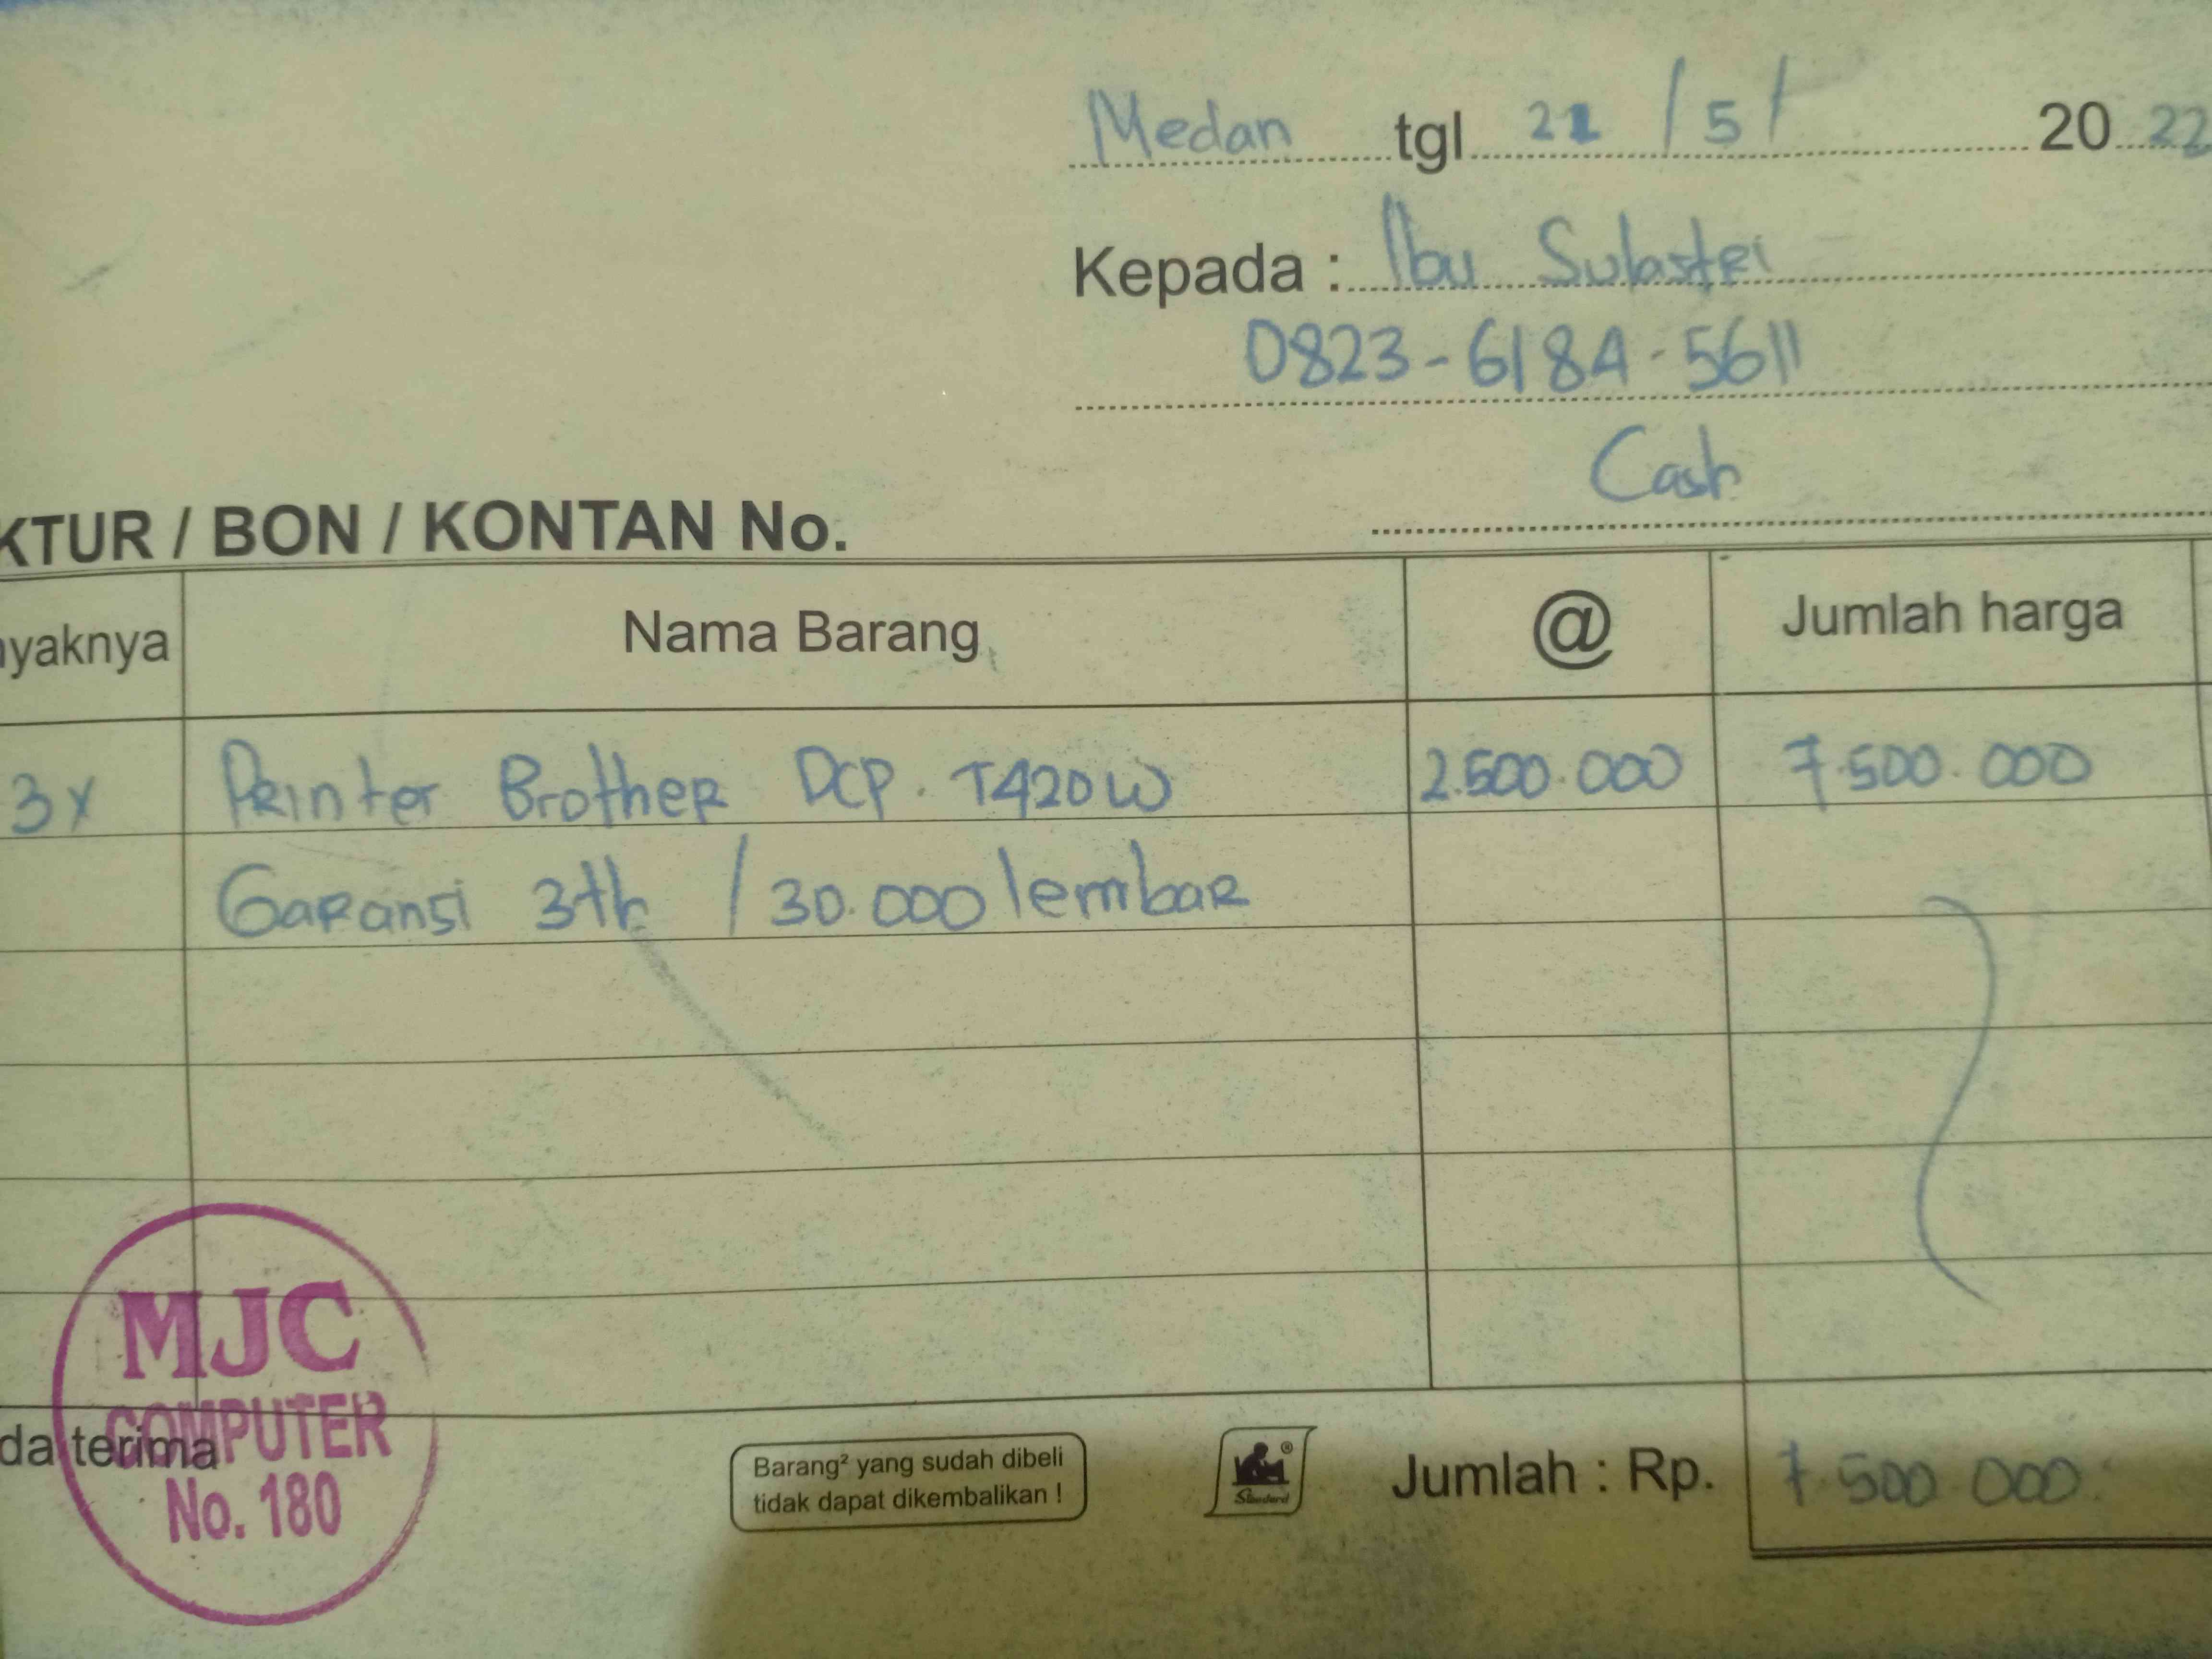 Medan tgl 21 / 5 / 20 22
Kepada : Ibu Sulastri
0823-6184-5611
Cash
KTUR / BON / KONTAN No.
nyaknya Nama Barang @ Jumlah harga
3x Printer Brother DCP. T420W 2.500.000 7.500.000
Garansi 3th / 30.000 lembar
MJC
COMPUTER
No. 180
da terima
Barang² yang sudah dibeli
tidak dapat dikembalikan !
Standard
Jumlah : Rp. 7.500.000